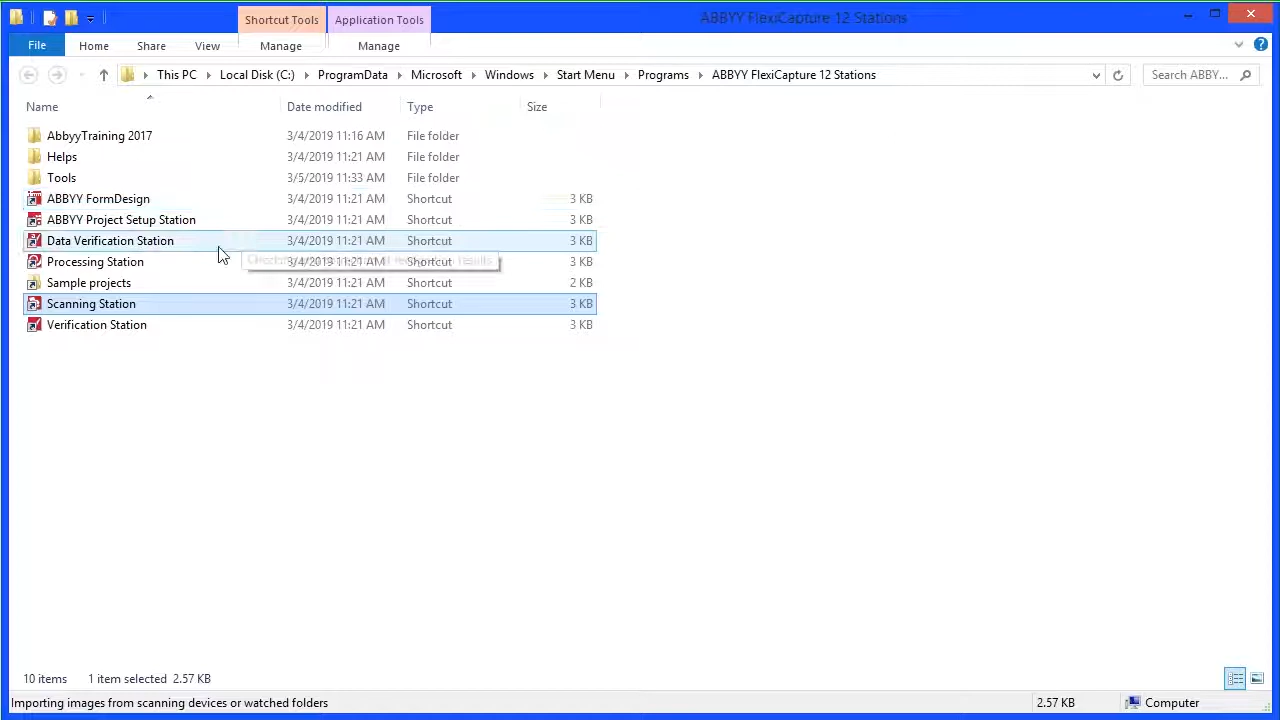 Shortcut Tools Application Tools ABBYY FlexiCapture 12 Stations
File Home Share View Manage Manage
This PC Local Disk (C:) ProgramData Microsoft Windows Start Menu Programs ABBYY FlexiCapture 12 Stations Search ABBY...
Name Date modified Type Size
AbbyyTraining 2017 3/4/2019 11:16 AM File folder
Helps 3/4/2019 11:21 AM File folder
Tools 3/5/2019 11:33 AM File folder
ABBYY FormDesign 3/4/2019 11:21 AM Shortcut 3 KB
ABBYY Project Setup Station 3/4/2019 11:21 AM Shortcut 3 KB
Data Verification Station 3/4/2019 11:21 AM Shortcut 3 KB
Processing Station 3/4/2019 11:21 AM Shortcut 3 KB
Sample projects 3/4/2019 11:21 AM Shortcut 2 KB
Scanning Station 3/4/2019 11:21 AM Shortcut 3 KB
Verification Station 3/4/2019 11:21 AM Shortcut 3 KB
10 items 1 item selected 2.57 KB
Importing images from scanning devices or watched folders 2.57 KB Computer